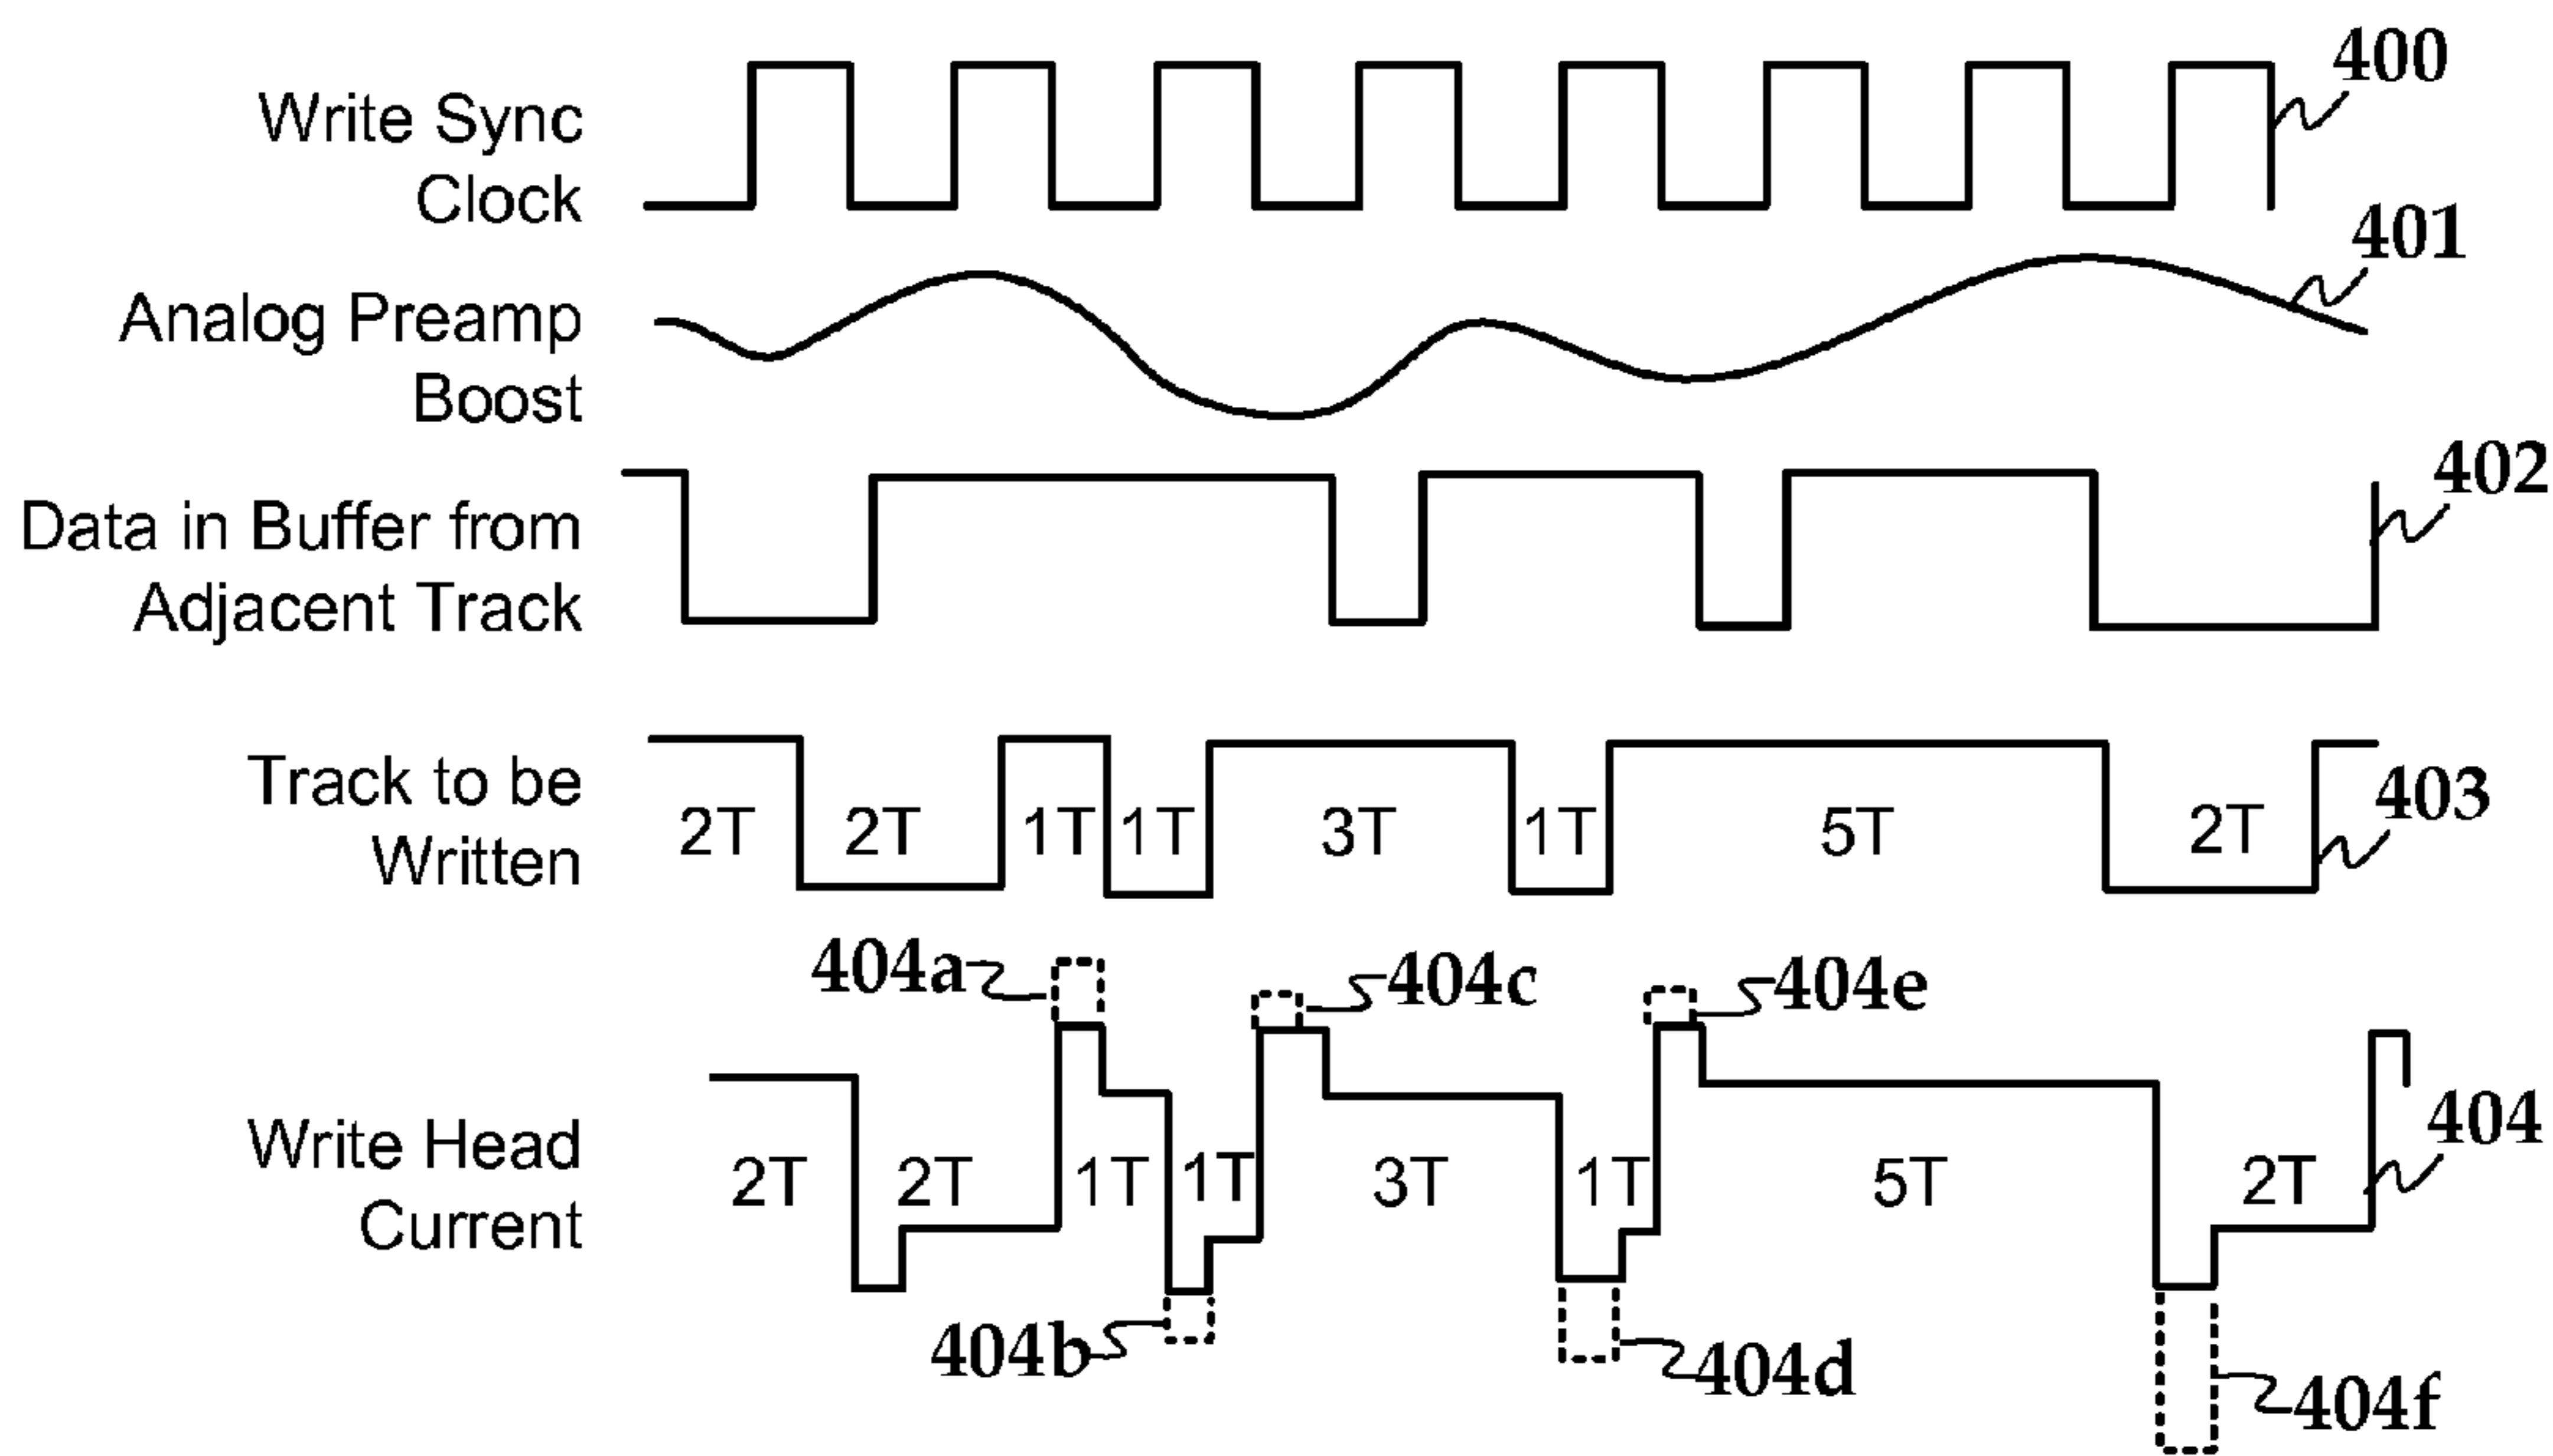 Write Sync
Clock
400
Analog Preamp
Boost
401
Data in Buffer from
Adjacent Track
402
Track to be
Written
2T 2T 1T 1T 3T 1T 5T 2T
403
404a 404c 404e
Write Head
Current
2T 2T 1T 1T 3T 1T 5T 2T
404
404b 404d 404f